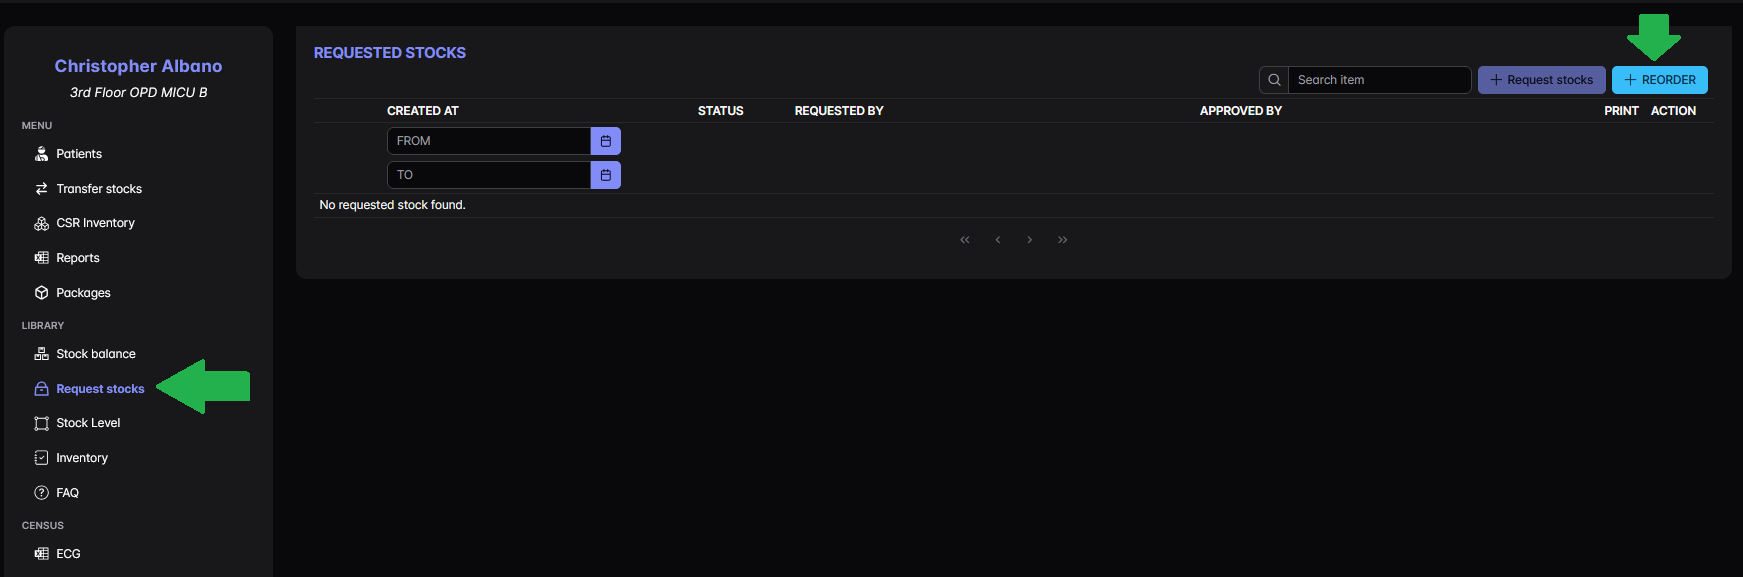 Christopher Albano
3rd Floor OPD MICU B
MENU
Patients
Transfer stocks
CSR Inventory
Reports
Packages
LIBRARY
Stock balance
Request stocks
Stock Level
Inventory
FAQ
CENSUS
ECG
REQUESTED STOCKS
Search item
Request stocks
REORDER
CREATED AT STATUS REQUESTED BY APPROVED BY PRINT ACTION
FROM
TO
No requested stock found.